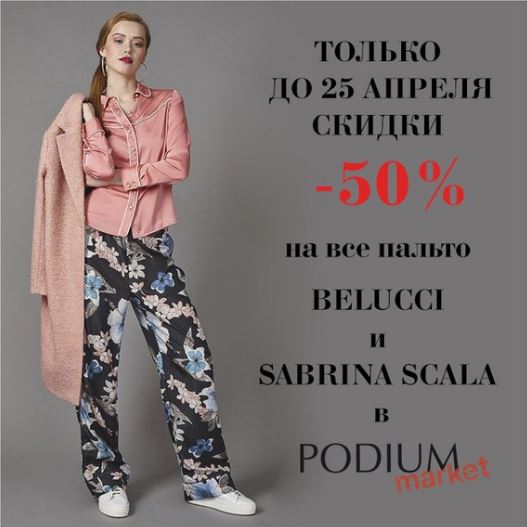 ТОЛЬКО
ДО 25 АПРЕЛЯ
СКИДКИ
-50%
на все пальто
BELUCCI
и
SABRINA SCALA
в
PODIUM
market